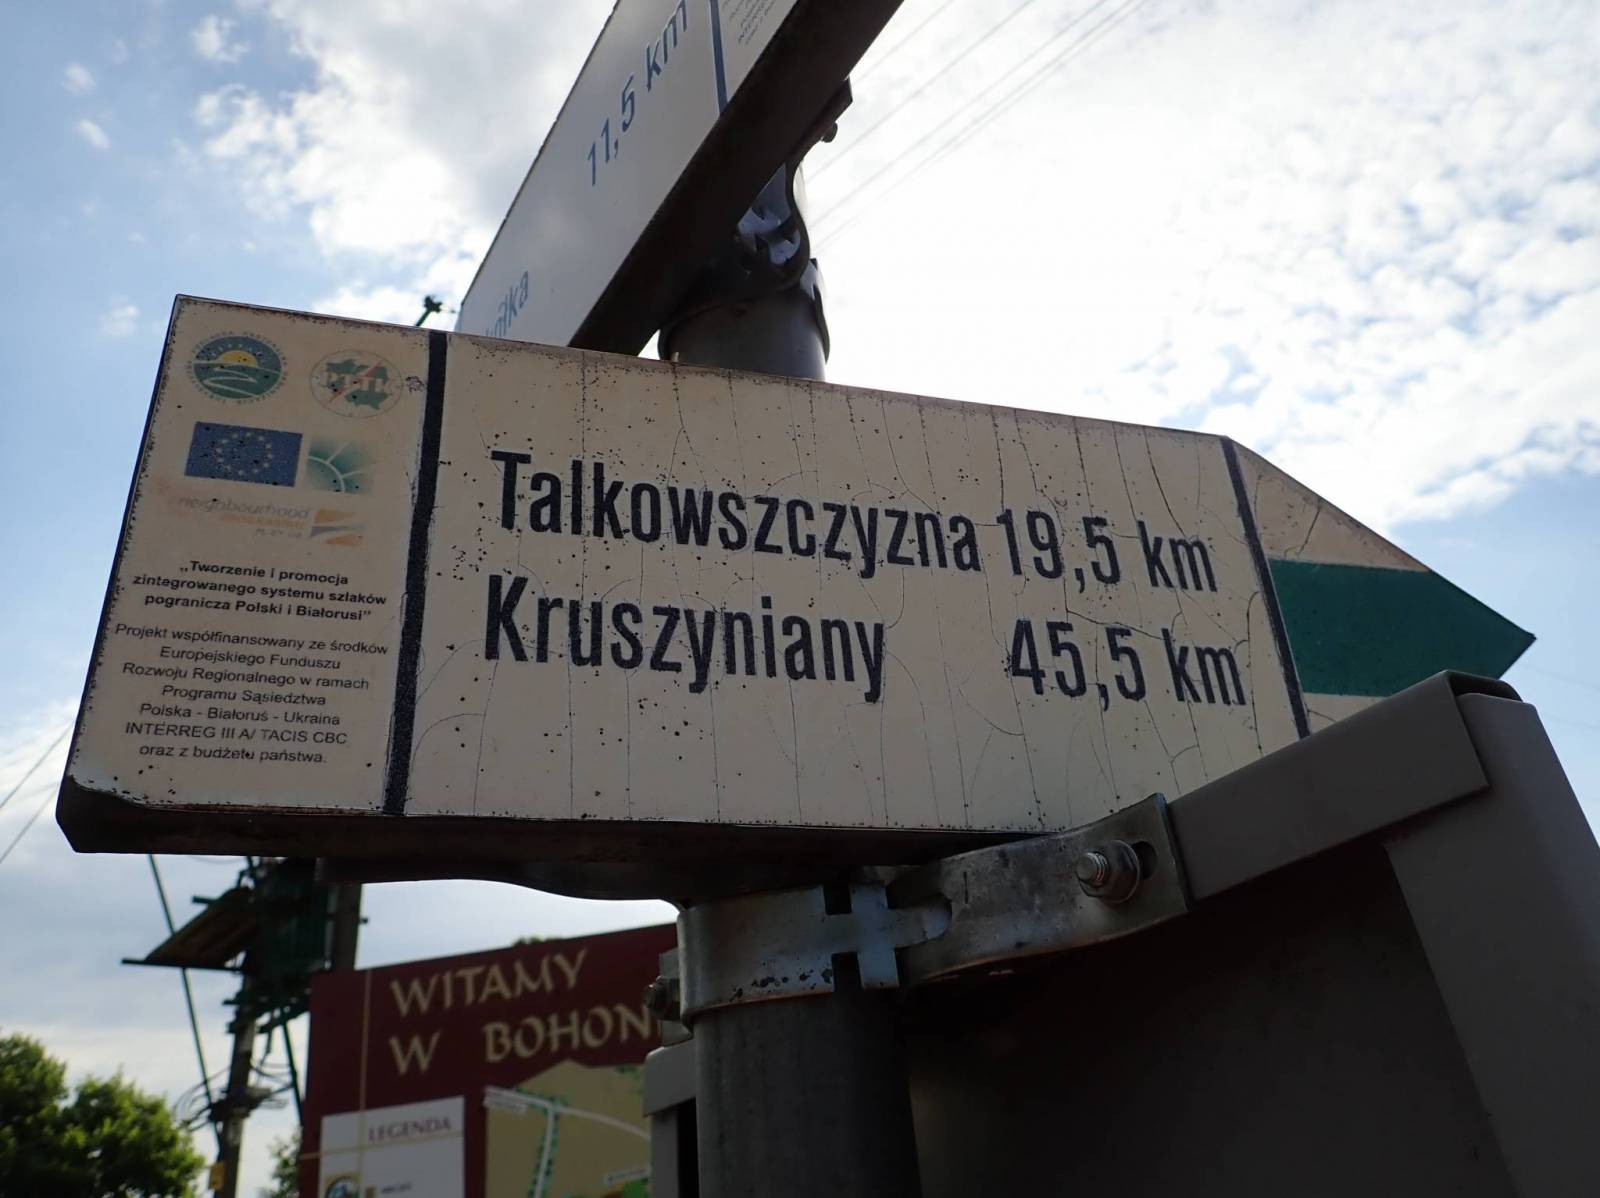 11,5 km
PTTK
neighbourhood
PROGRAMME
Talkowszczyzna 19,5 km
Kruszyniany 45,5 km
„Tworzenie i promocja
zintegrowanego systemu szlaków
pogranicza Polski i Białorusi”
Projekt współfinansowany ze środków
Europejskiego Funduszu
Rozwoju Regionalnego w ramach
Programu Sąsiedztwa
Polska - Białoruś - Ukraina
INTERREG III A/ TACIS CBC
oraz z budżetu państwa.
WITAMY
W BOHONI
LEGENDA